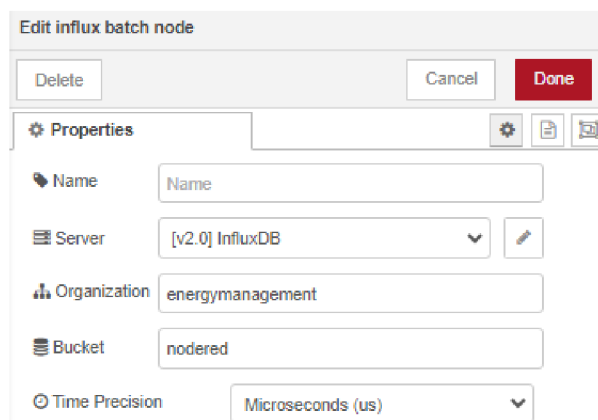 Edit influx batch node
Delete
Cancel
Done
Properties
Name
Name
Server
[v2.0] InfluxDB
Organization
energymanagement
Bucket
nodered
Time Precision
Microseconds (us)